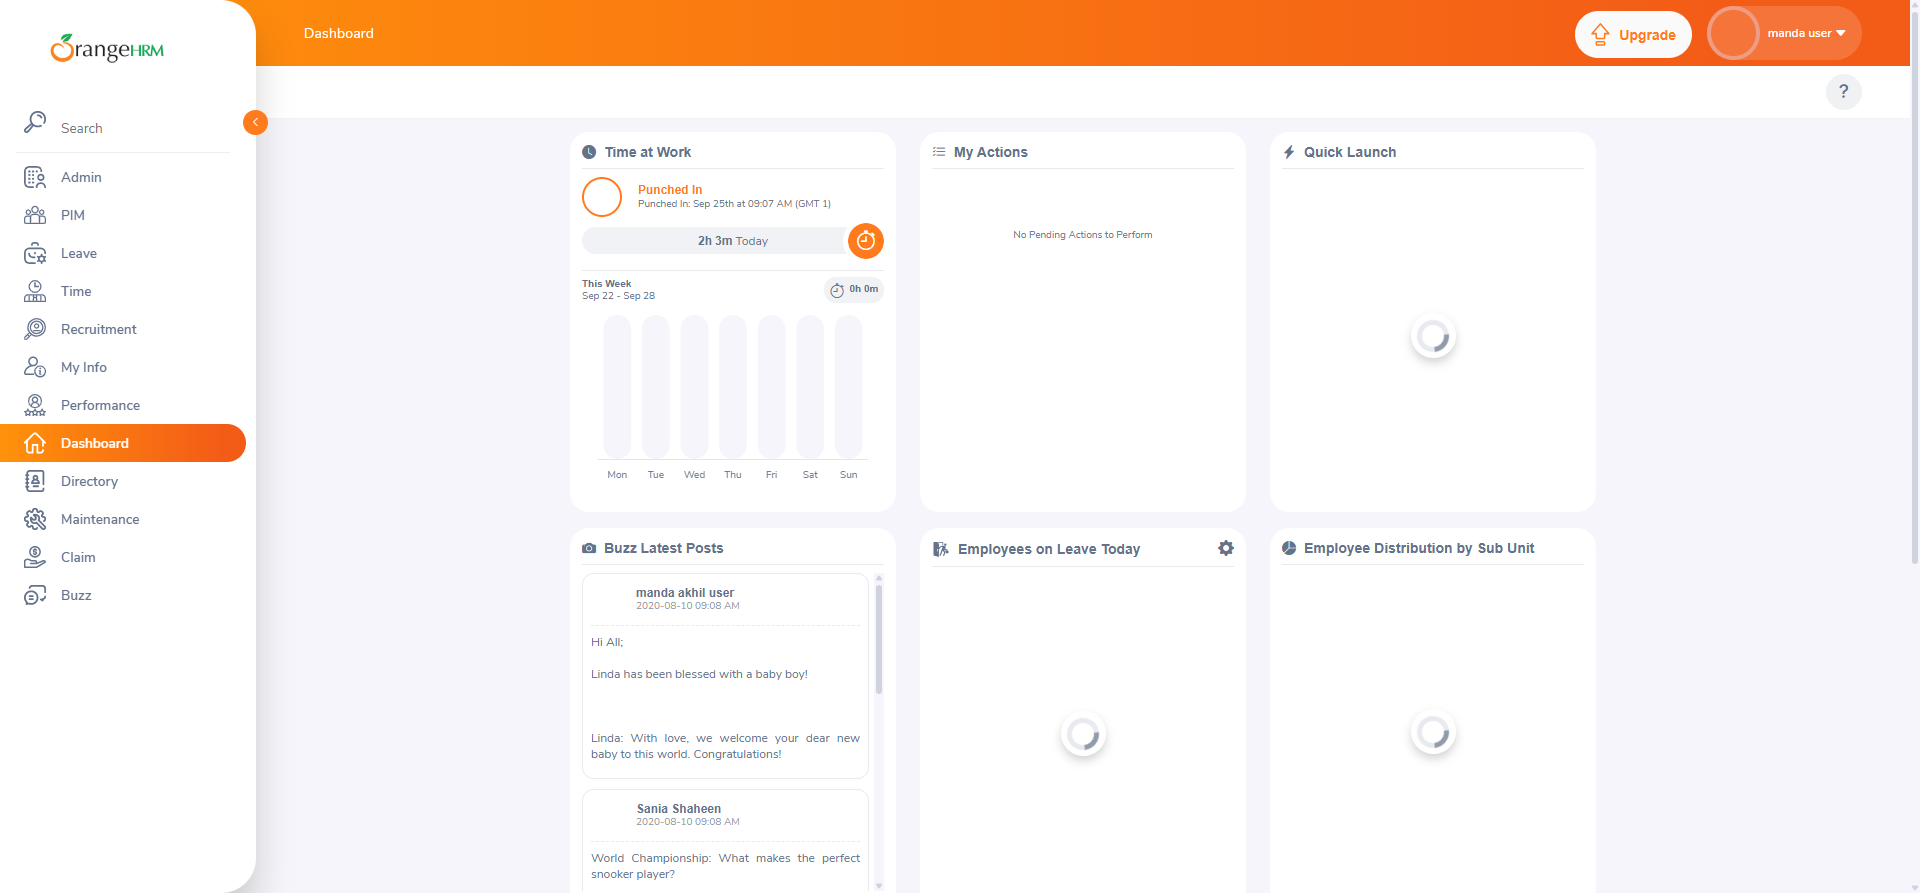 OrangeHRM
Dashboard
Upgrade
manda user
?
Search
Admin
PIM
Leave
Time
Recruitment
My Info
Performance
Dashboard
Directory
Maintenance
Claim
Buzz
Time at Work
Punched In
Punched In: Sep 25th at 09:07 AM (GMT 1)
2h 3m Today
This Week
Sep 22 - Sep 28
0h 0m
Mon Tue Wed Thu Fri Sat Sun
My Actions
No Pending Actions to Perform
Quick Launch
Buzz Latest Posts
manda akhil user
2020-08-10 09:08 AM
Hi All;
Linda has been blessed with a baby boy!
Linda: With love, we welcome your dear new
baby to this world. Congratulations!
Sania Shaheen
2020-08-10 09:08 AM
World Championship: What makes the perfect
snooker player?
Employees on Leave Today
Employee Distribution by Sub Unit